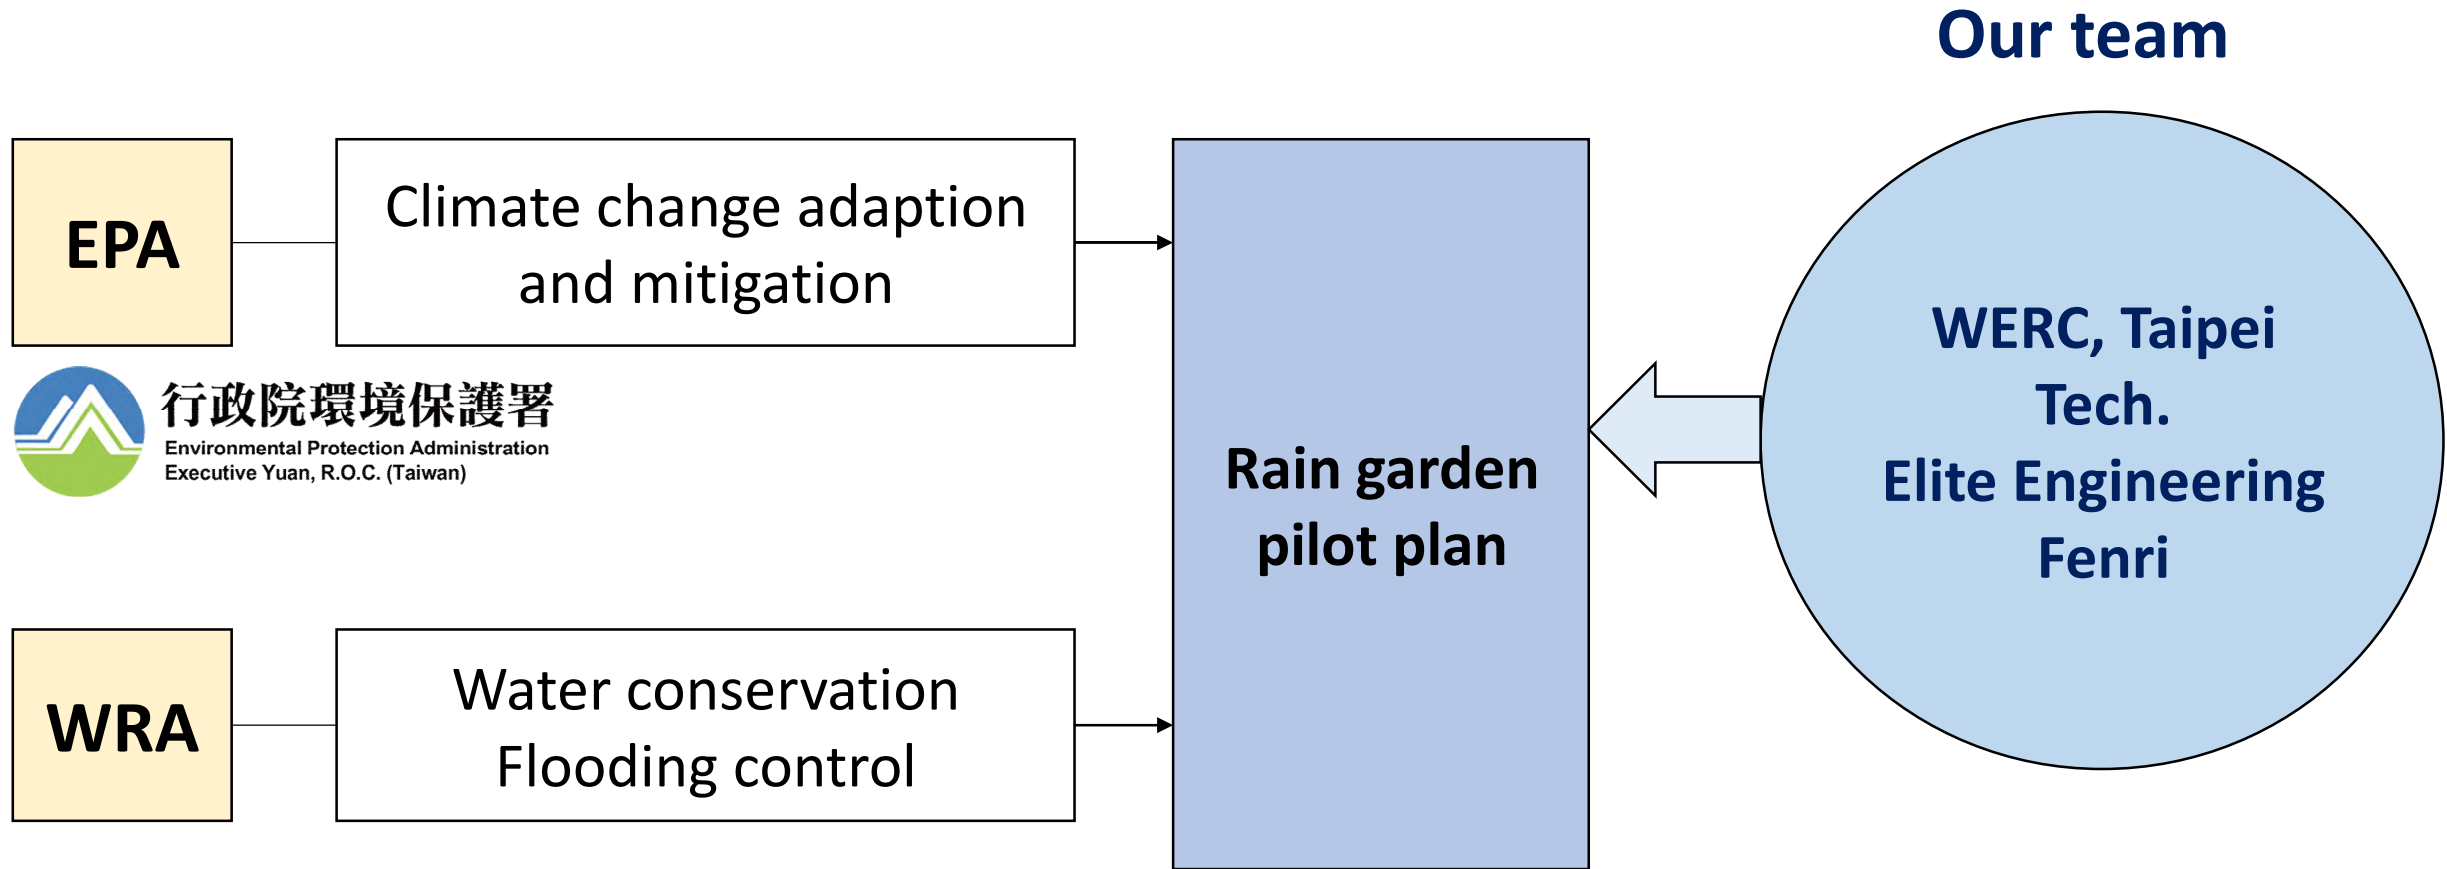 Our team
EPA
Climate change adaption
and mitigation
行政院環境保護署
Environmental Protection Administration
Executive Yuan, R.O.C. (Taiwan)
WRA
Water conservation
Flooding control
Rain garden
pilot plan
WERC, Taipei
Tech.
Elite Engineering
Fenri